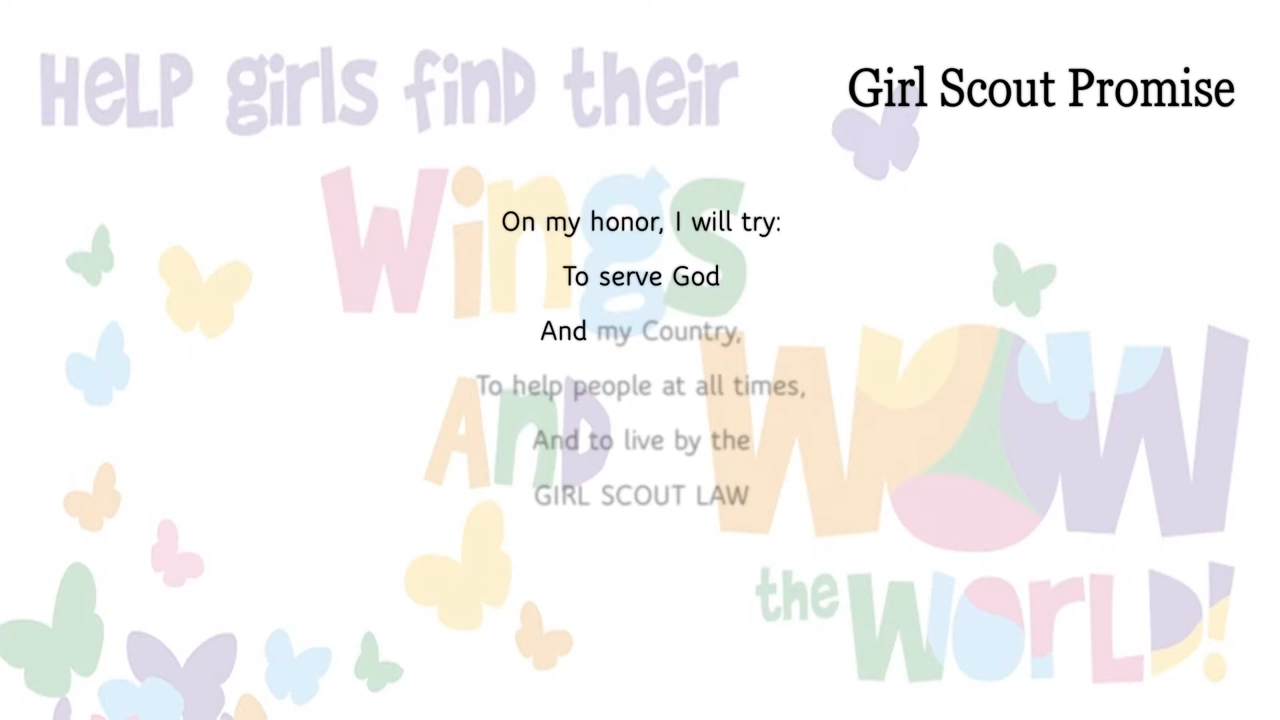 Help girls find their
Wings
And
WOW
the World!
Girl Scout Promise
On my honor, I will try:
To serve God
And my Country,
To help people at all times,
And to live by the
GIRL SCOUT LAW